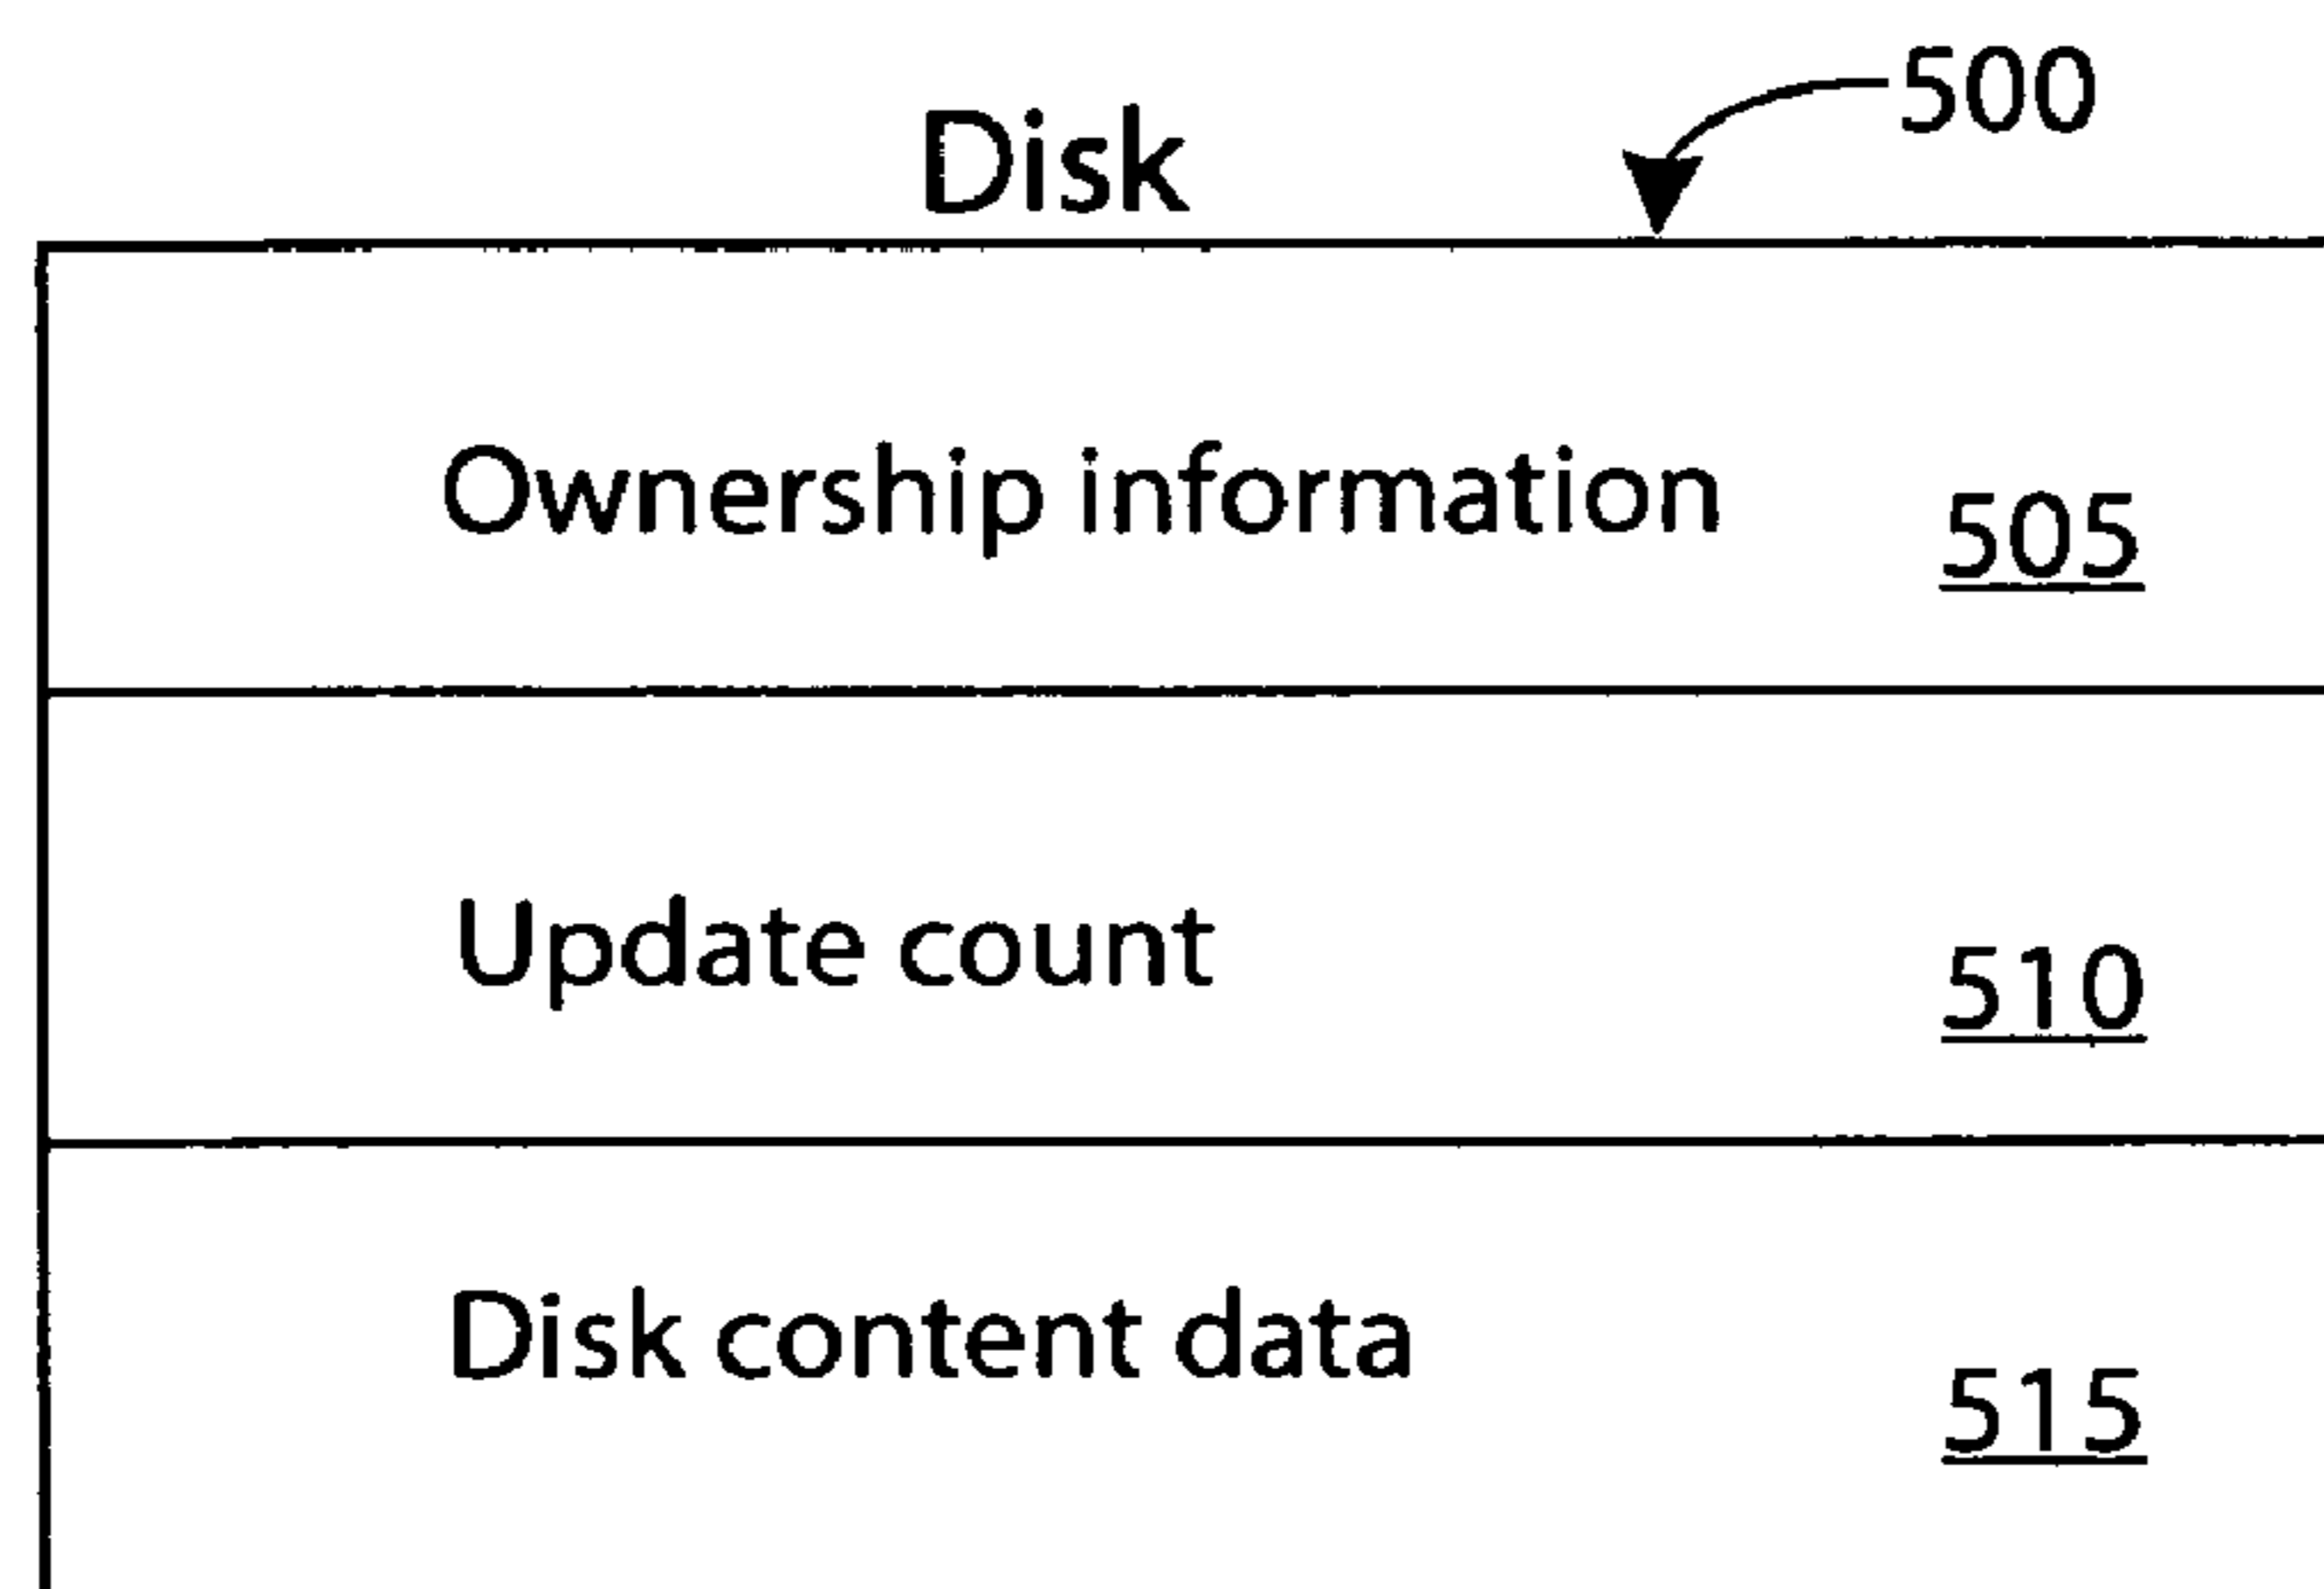 500
Disk
Ownership information 505
Update count 510
Disk content data 515